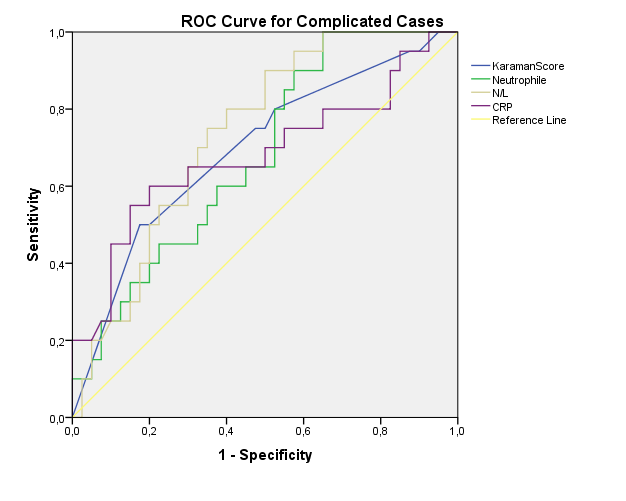 ROC Curve for Complicated Cases
1,0
0,8
0,6
0,4
0,2
0,0
Sensitivity
0,0 0,2 0,4 0,6 0,8 1,0
1 - Specificity
KaramanScore
Neutrophile
N/L
CRP
Reference Line